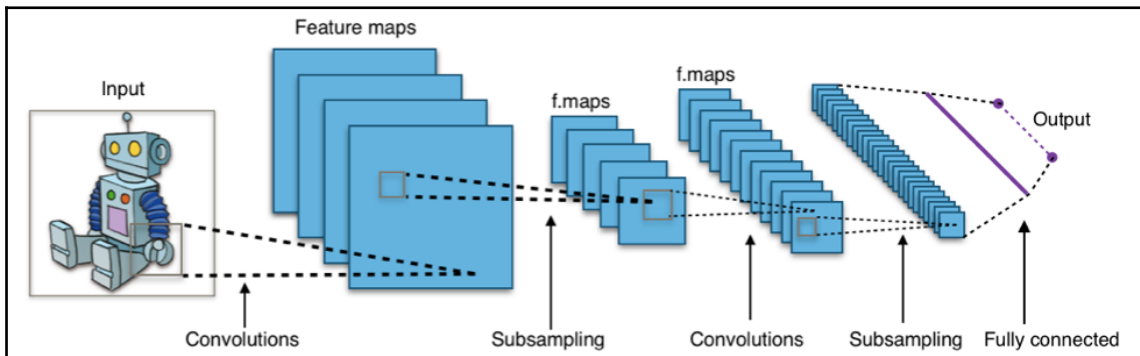 Feature maps
Input
f.maps
f.maps
Output
Convolutions
Subsampling
Convolutions
Subsampling
Fully connected